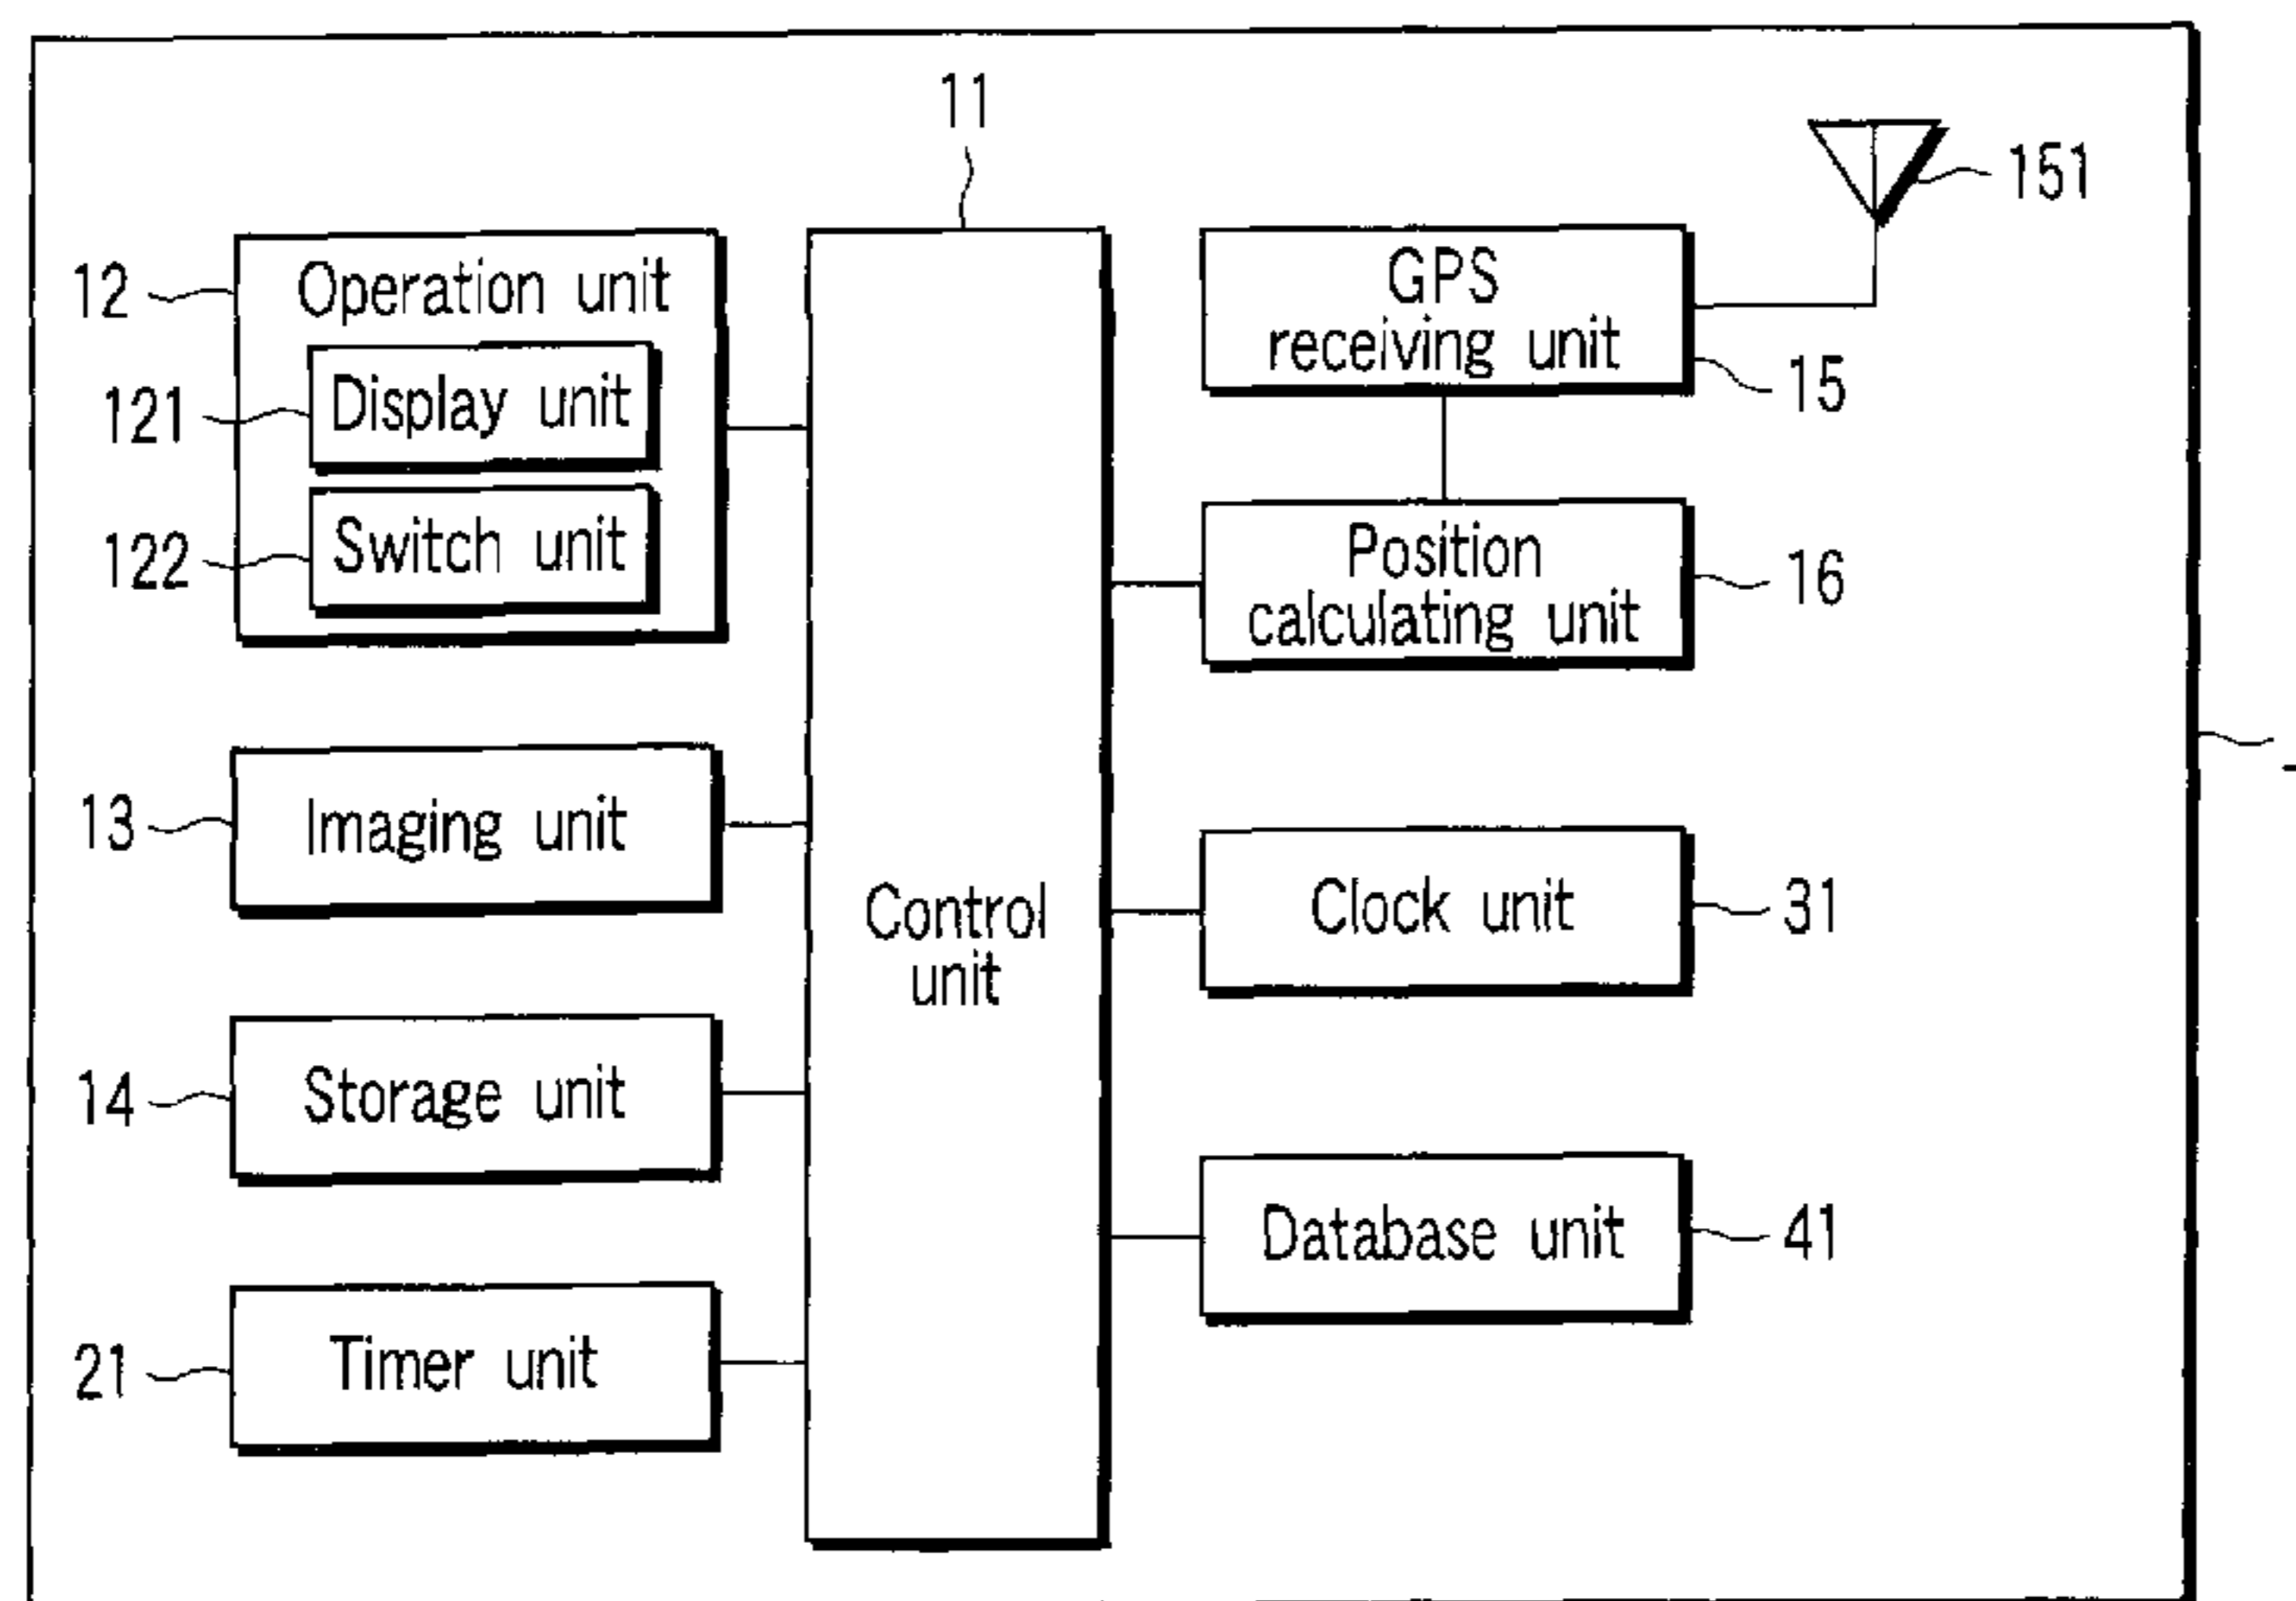 11
151
12
Operation unit
GPS
receiving unit
15
121
Display unit
122
Switch unit
Position
calculating unit
16
13
Imaging unit
Control
unit
Clock unit
31
14
Storage unit
Database unit
41
21
Timer unit